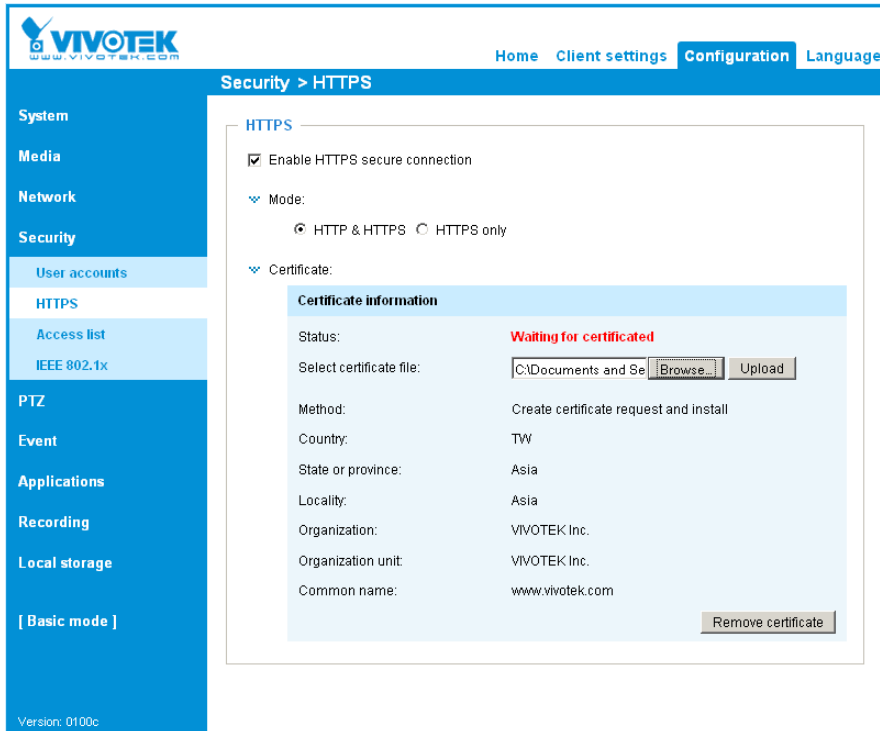 VIVOTEK
www.vivotek.com
Home Client settings Configuration Language
Security > HTTPS
System
Media
Network
Security
User accounts
HTTPS
Access list
IEEE 802.1x
PTZ
Event
Applications
Recording
Local storage
[ Basic mode ]
Version: 0100c
HTTPS
Enable HTTPS secure connection
Mode:
HTTP & HTTPS HTTPS only
Certificate:
Certificate information
Status: Waiting for certificated
Select certificate file: C:\Documents and Se Browse... Upload
Method: Create certificate request and install
Country: TW
State or province: Asia
Locality: Asia
Organization: VIVOTEK Inc.
Organization unit: VIVOTEK Inc.
Common name: www.vivotek.com
Remove certificate